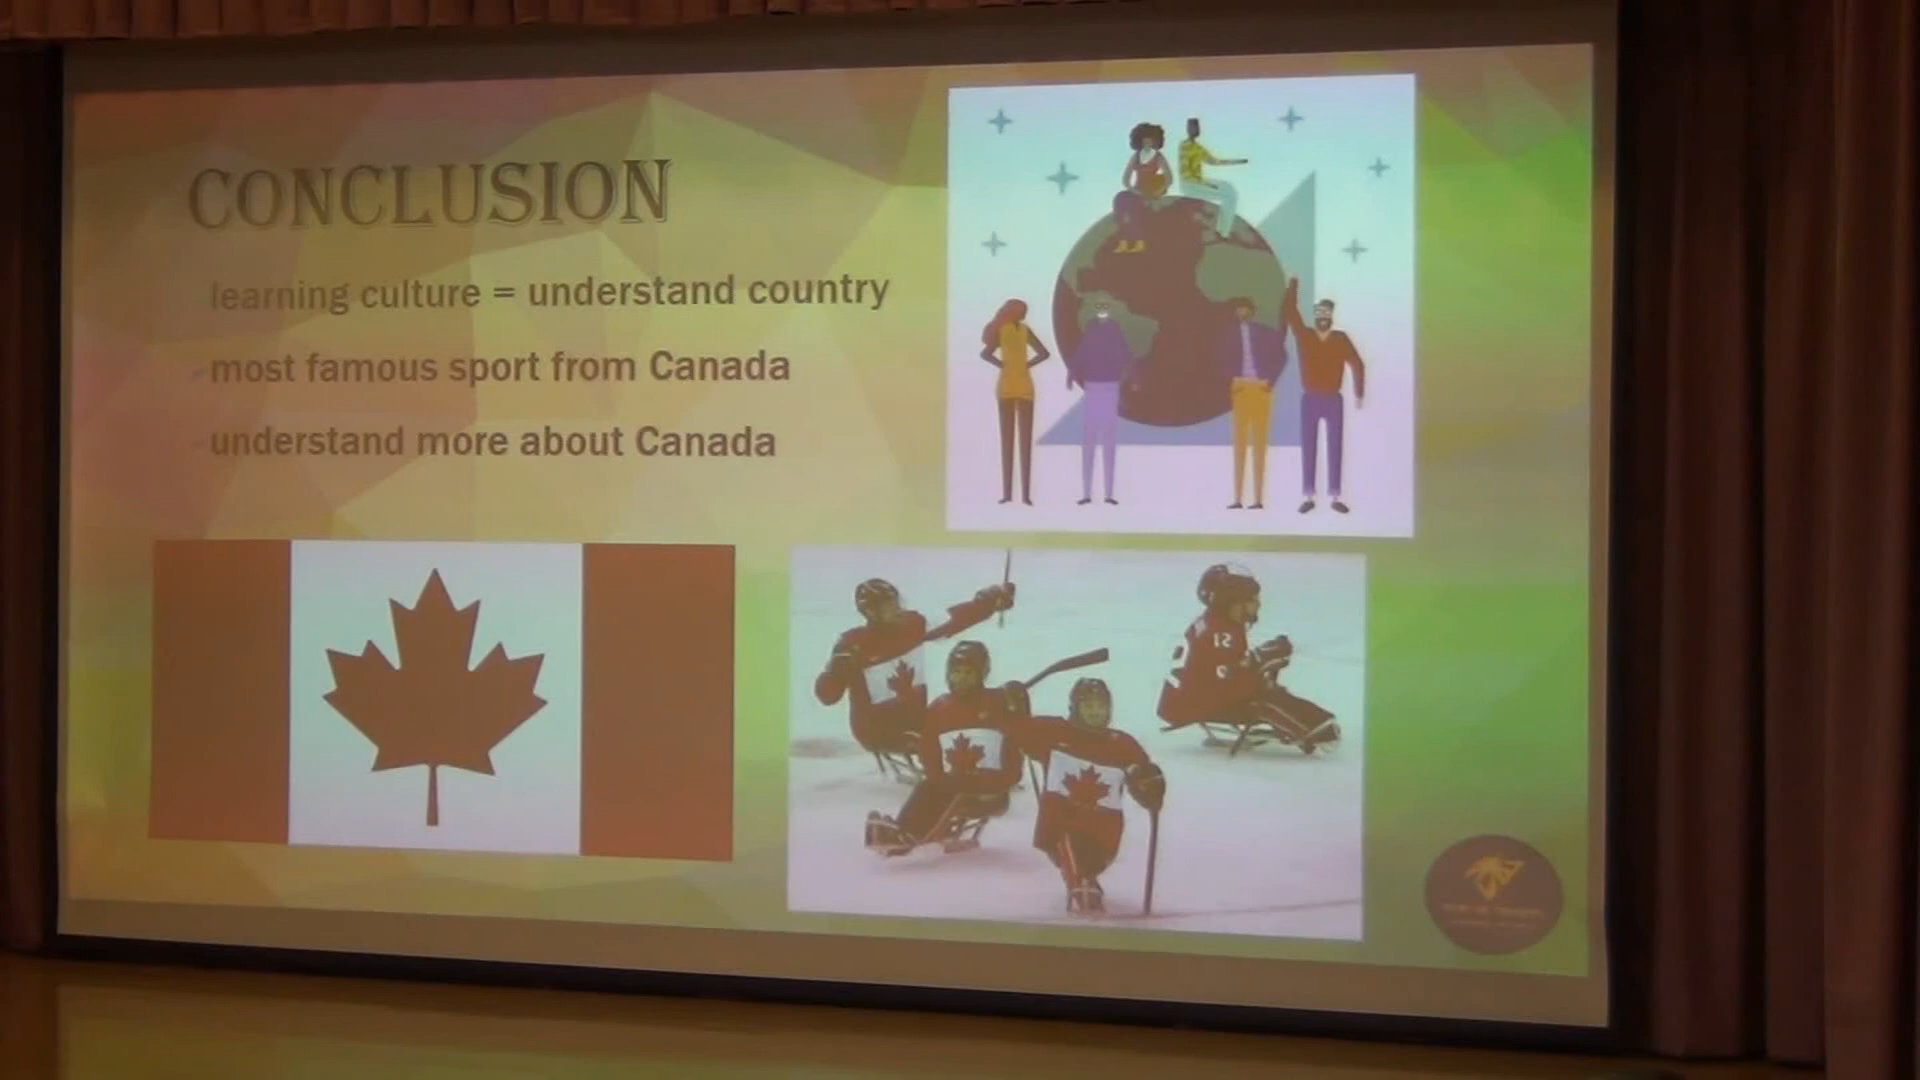 CONCLUSION
learning culture = understand country
most famous sport from Canada
understand more about Canada
12